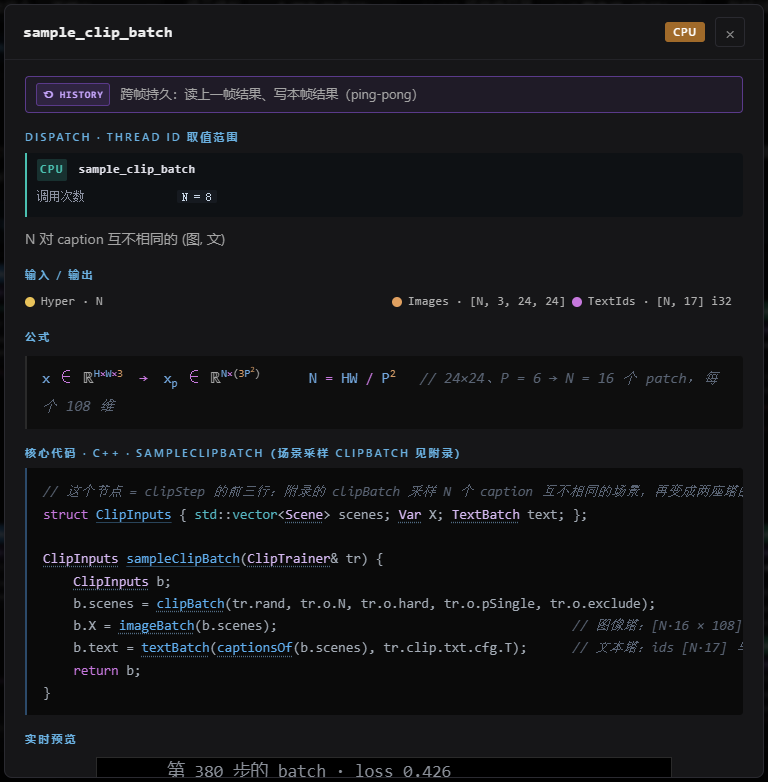 sample_clip_batch CPU ×
HISTORY 跨帧持久：读上一帧结果、写本帧结果（ping-pong）
DISPATCH · THREAD ID 取值范围
CPU sample_clip_batch
调用次数 N = 8
N 对 caption 互不相同的 (图, 文)
输入 / 输出
Hyper · N Images · [N, 3, 24, 24] TextIds · [N, 17] i32
公式
x ∈ ℝᴴˣᵂˣ³ → xₚ ∈ ℝᴺˣ⁽³ᴾ²⁾ N = HW / P² // 24×24、P = 6 → N = 16 个 patch，每
个 108 维
核心代码 · C++ · SAMPLECLIPBATCH (场景采样 CLIPBATCH 见附录)
// 这个节点 = clipStep 的前三行；附录的 clipBatch 采样 N 个 caption 互不相同的场景，再变成两座塔
struct ClipInputs { std::vector<Scene> scenes; Var X; TextBatch text; };
ClipInputs sampleClipBatch(ClipTrainer& tr) {
ClipInputs b;
b.scenes = clipBatch(tr.rand, tr.o.N, tr.o.hard, tr.o.pSingle, tr.o.exclude);
b.X = imageBatch(b.scenes); // 图像塔：[N·16 × 108]
b.text = textBatch(captionsOf(b.scenes), tr.clip.txt.cfg.T); // 文本塔：ids [N·17]
return b;
}
实时预览
第 380 步的 batch · loss 0.426